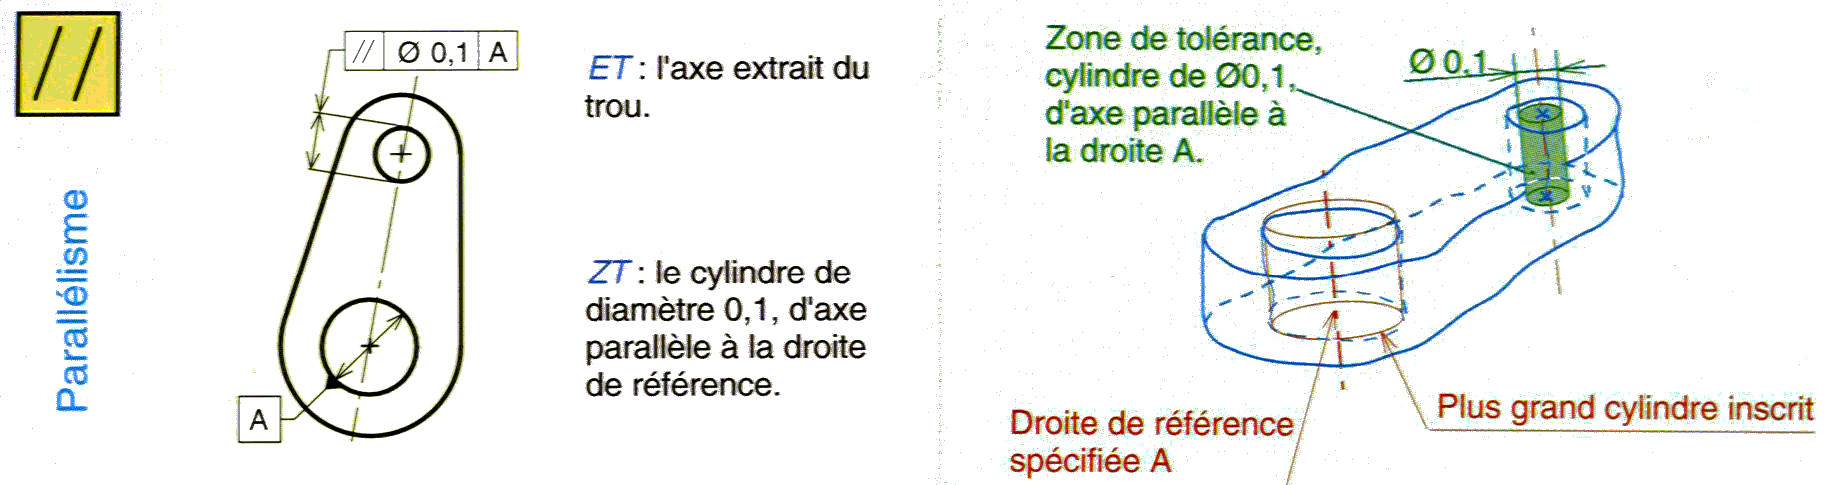 //
Parallélisme
// Ø 0,1 A
A
ET : l'axe extrait du
trou.
ZT : le cylindre de
diamètre 0,1, d'axe
parallèle à la droite
de référence.
Zone de tolérance,
cylindre de Ø0,1,
d'axe parallèle à
la droite A.
Ø 0,1
Droite de référence
spécifiée A
Plus grand cylindre inscrit